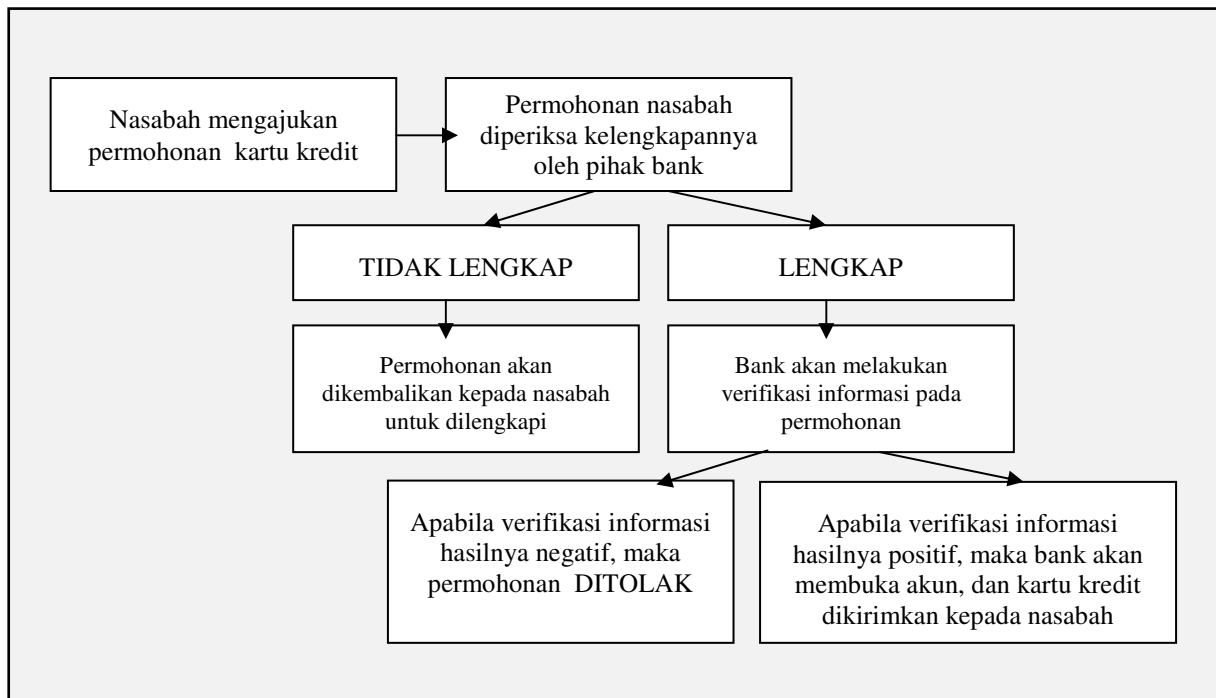 Nasabah mengajukan
permohonan kartu kredit
Permohonan nasabah
diperiksa kelengkapannya
oleh pihak bank
TIDAK LENGKAP
LENGKAP
Permohonan akan
dikembalikan kepada nasabah
untuk dilengkapi
Bank akan melakukan
verifikasi informasi pada
permohonan
Apabila verifikasi informasi
hasilnya negatif, maka
permohonan DITOLAK
Apabila verifikasi informasi
hasilnya positif, maka bank akan
membuka akun, dan kartu kredit
dikirimkan kepada nasabah